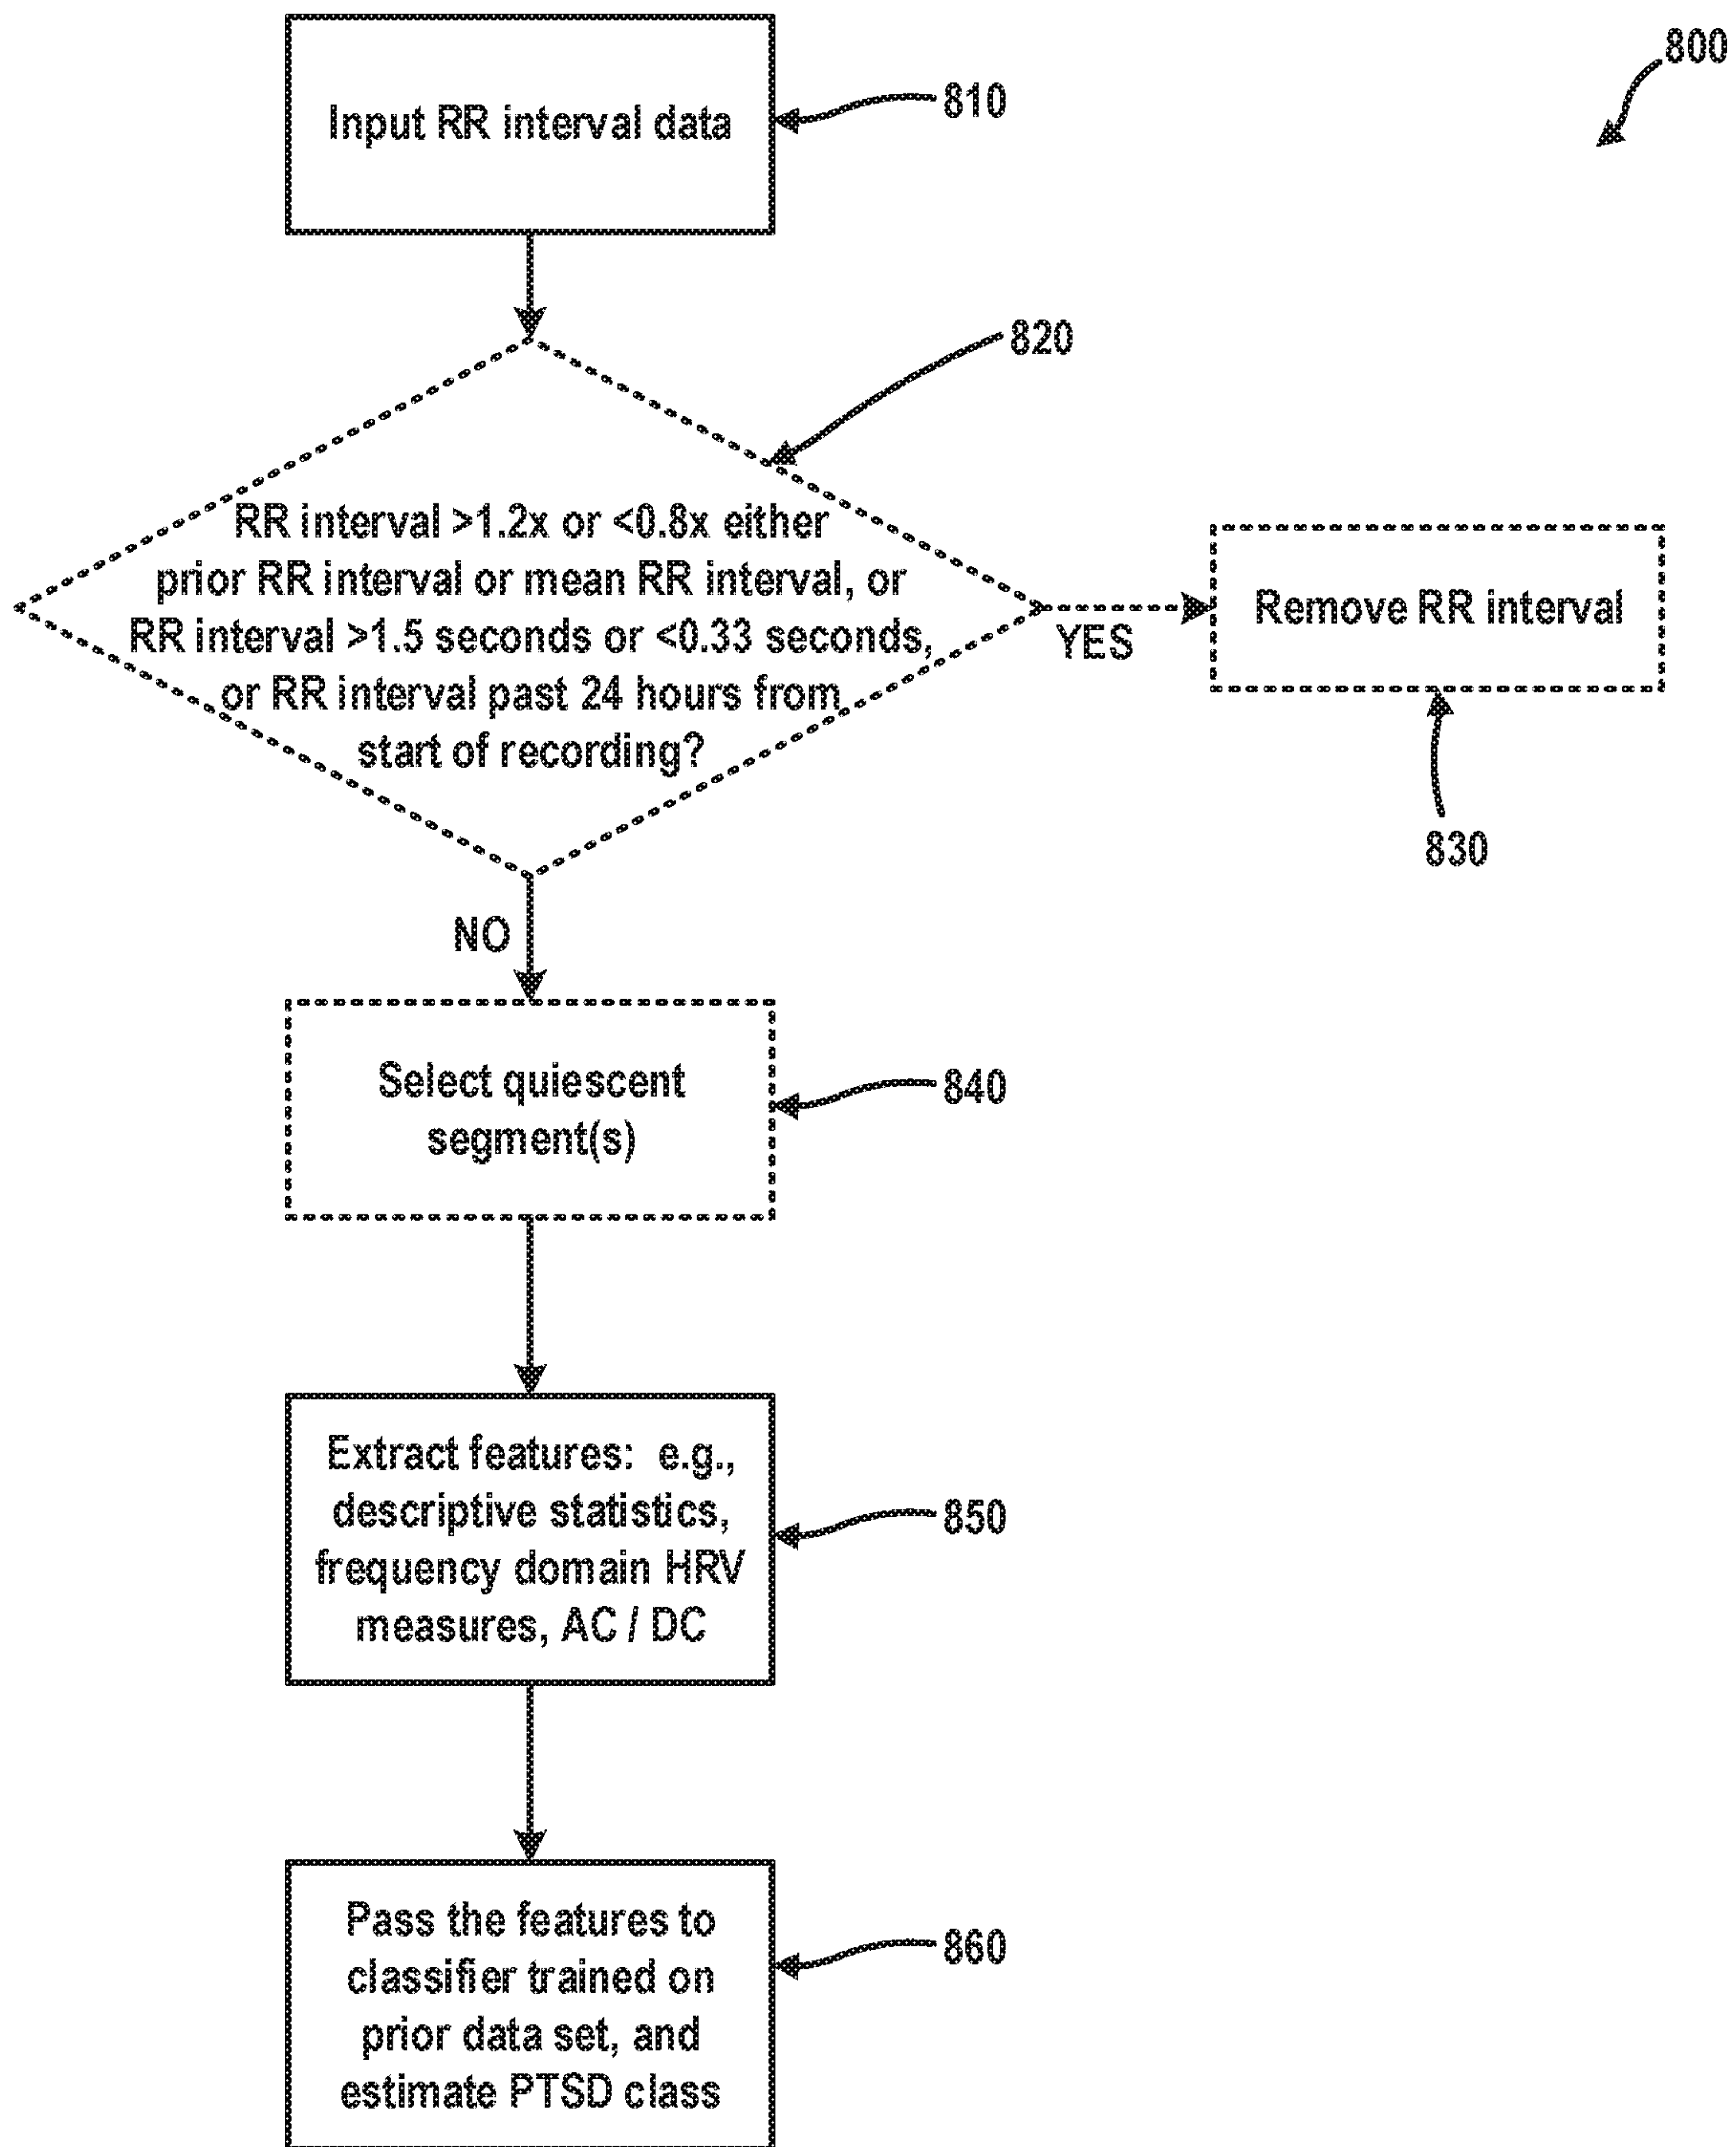 800
Input RR interval data
810
820
RR interval >1.2x or <0.8x either
prior RR interval or mean RR interval, or
RR interval >1.5 seconds or <0.33 seconds,
or RR interval past 24 hours from
start of recording?
YES
Remove RR interval
830
NO
Select quiescent
segment(s)
840
Extract features:  e.g.,
descriptive statistics,
frequency domain HRV
measures, AC / DC
850
Pass the features to
classifier trained on
prior data set, and
estimate PTSD class
860